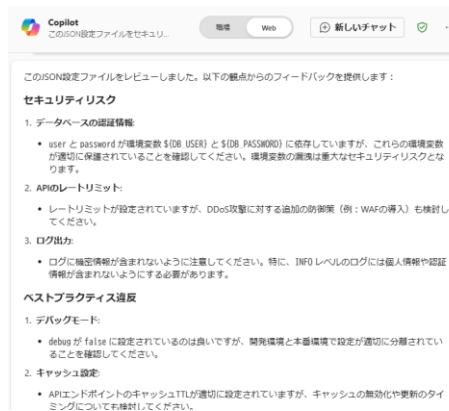 Copilot
このJSON設定ファイルをセキュリ...
職場
Web
新しいチャット
このJSON設定ファイルをレビューしました。以下の観点からのフィードバックを提供します：
セキュリティリスク
1. データベースの認証情報:
• user と password が環境変数 ${DB_USER} と ${DB_PASSWORD} に依存していますが、これらの環境変数
が適切に保護されていることを確認してください。環境変数の漏洩は重大なセキュリティリスクとな
ります。
2. APIのレートリミット:
• レートリミットが設定されていますが、DDoS攻撃に対する追加の防御策（例：WAFの導入）も検討し
てください。
3. ログ出力:
• ログに機密情報が含まれないように注意してください。特に、INFO レベルのログには個人情報や認証
情報が含まれないようにする必要があります。
ベストプラクティス違反
1. デバッグモード:
• debug が false に設定されているのは良いですが、開発環境と本番環境で設定が適切に分離されてい
ることを確認してください。
2. キャッシュ設定:
• APIエンドポイントのキャッシュTTLが適切に設定されていますが、キャッシュの無効化や更新のタイ
ミングについても検討してください。